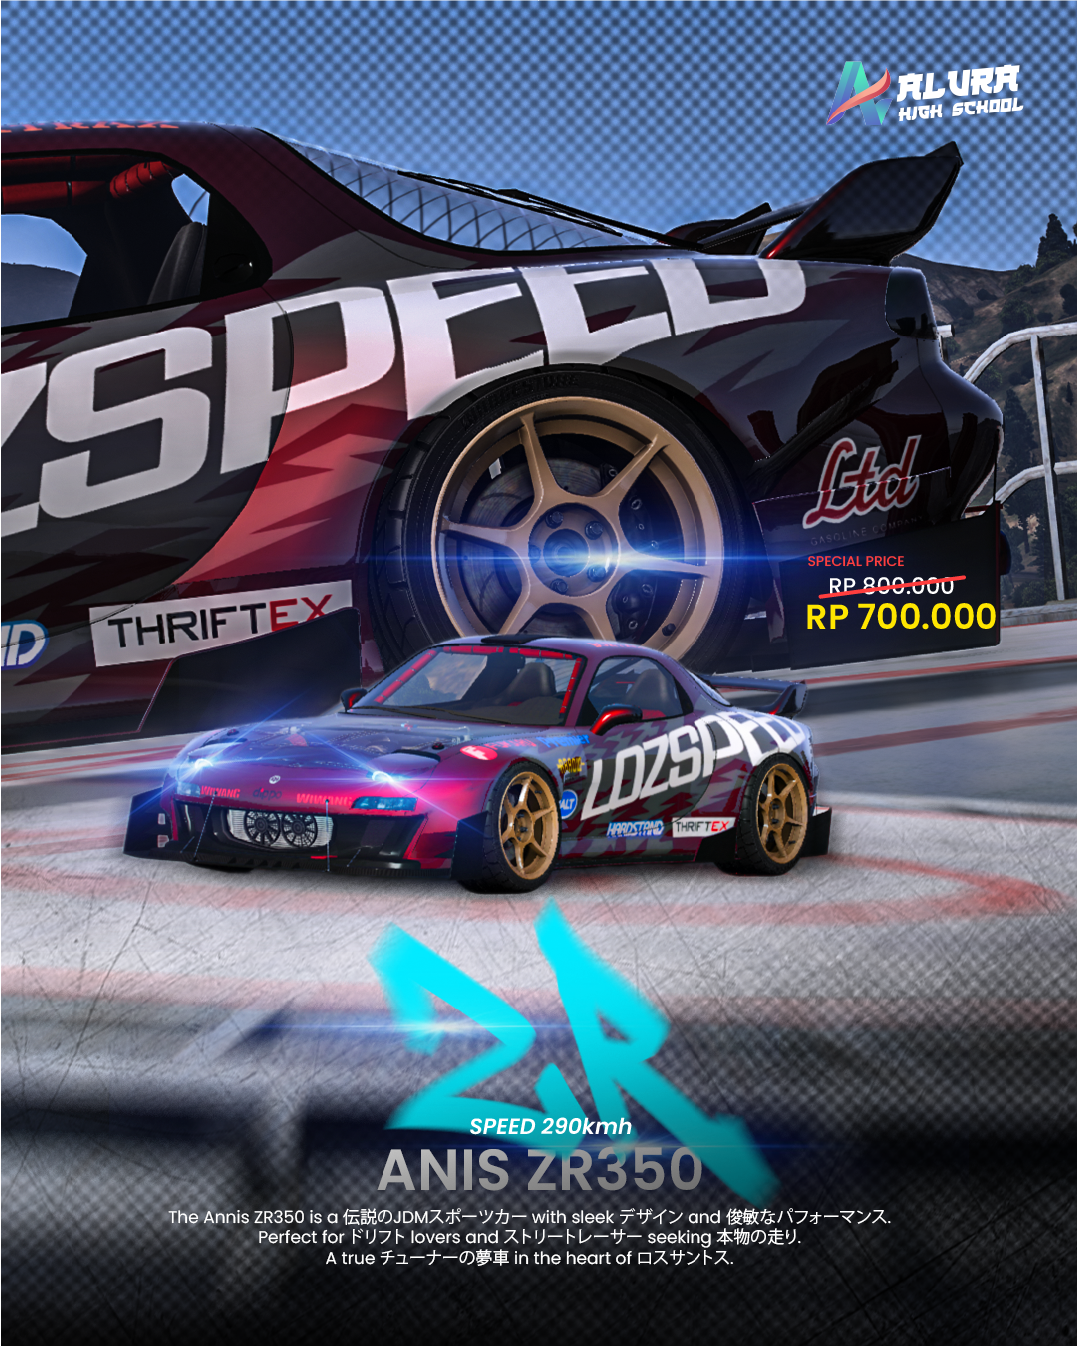 ALURA
HIGH SCHOOL
ZSPEED
Ltd
GASOLINE COMPANY
SPECIAL PRICE
RP 800.000
RP 700.000
THRIFTEX
LOZSPEED
WIWANG
WIWANG
HARDSTAND
THRIFTEX
ZR
SPEED 290kmh
ANIS ZR350
The Annis ZR350 is a 伝説のJDMスポーツカー with sleek デザイン and 俊敏なパフォーマンス.
Perfect for ドリフト lovers and ストリートレーサー seeking 本物の走り.
A true チューナーの夢車 in the heart of ロスサントス.